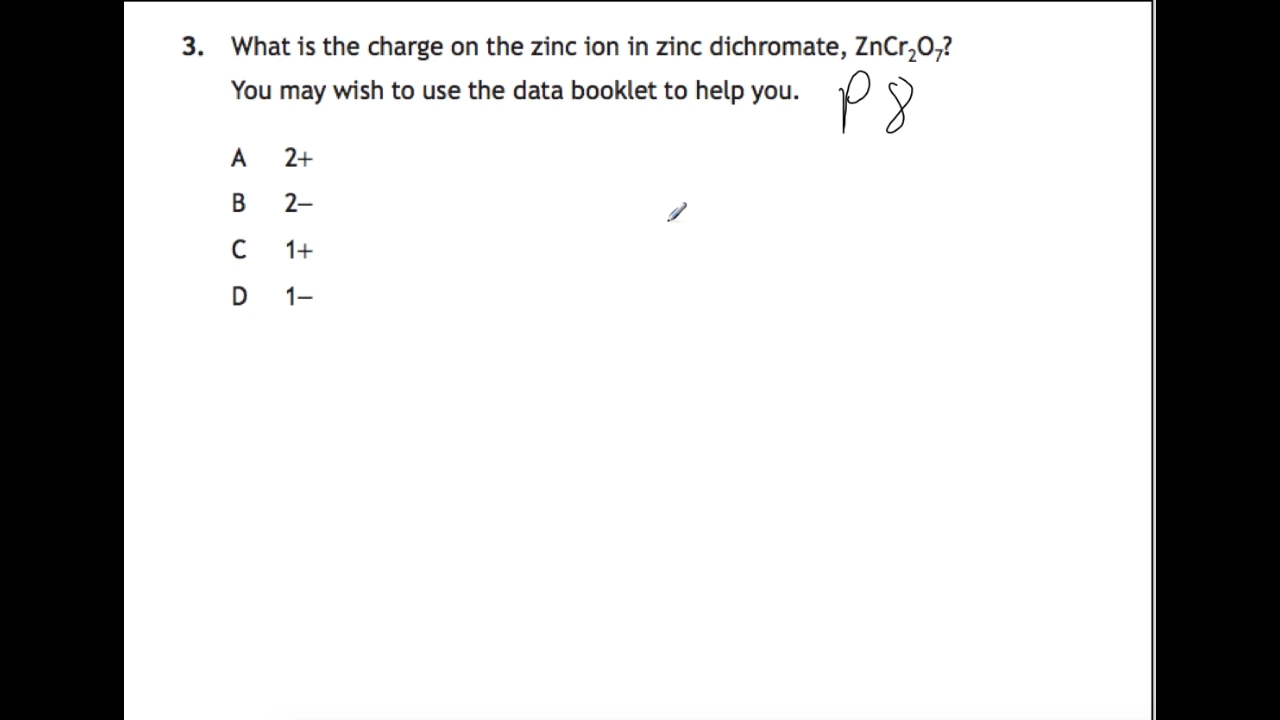 3. What is the charge on the zinc ion in zinc dichromate, ZnCr₂O₇?
You may wish to use the data booklet to help you. P8
A 2+
B 2–
C 1+
D 1–